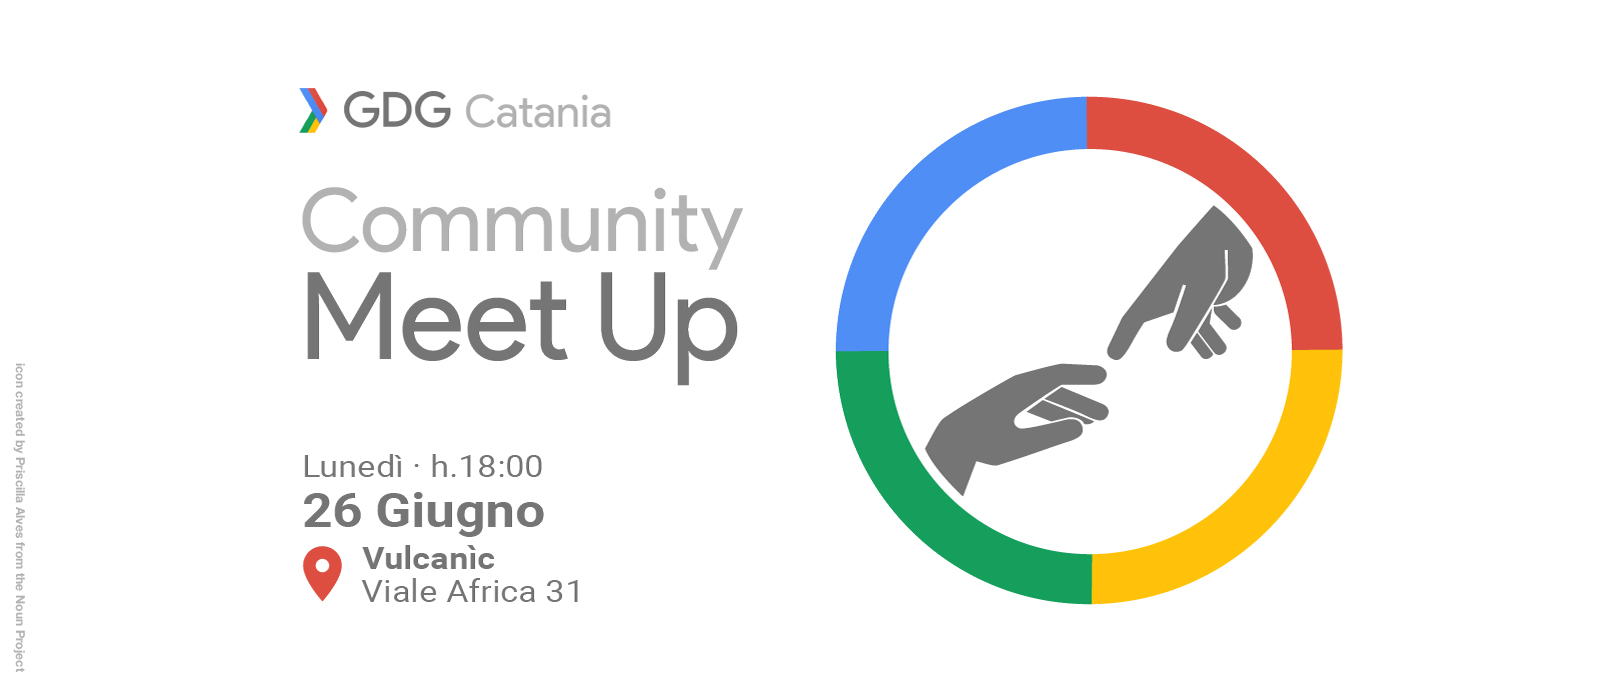 GDG Catania
Community
Meet Up
Lunedì · h.18:00
26 Giugno
Vulcanìc
Viale Africa 31
icon created by Priscilla Alves from the Noun Project